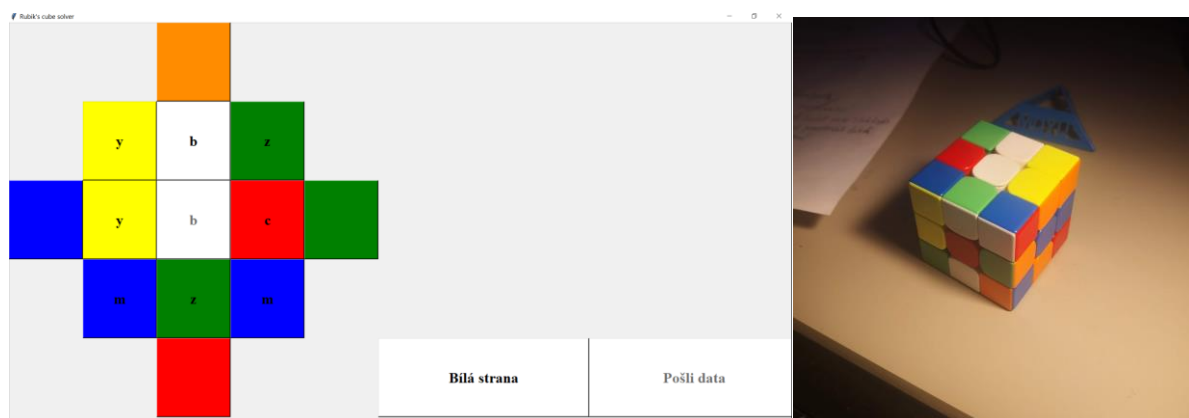 Rubik's cube solver
y b z
y b c
m z m
Bílá strana Pošli data